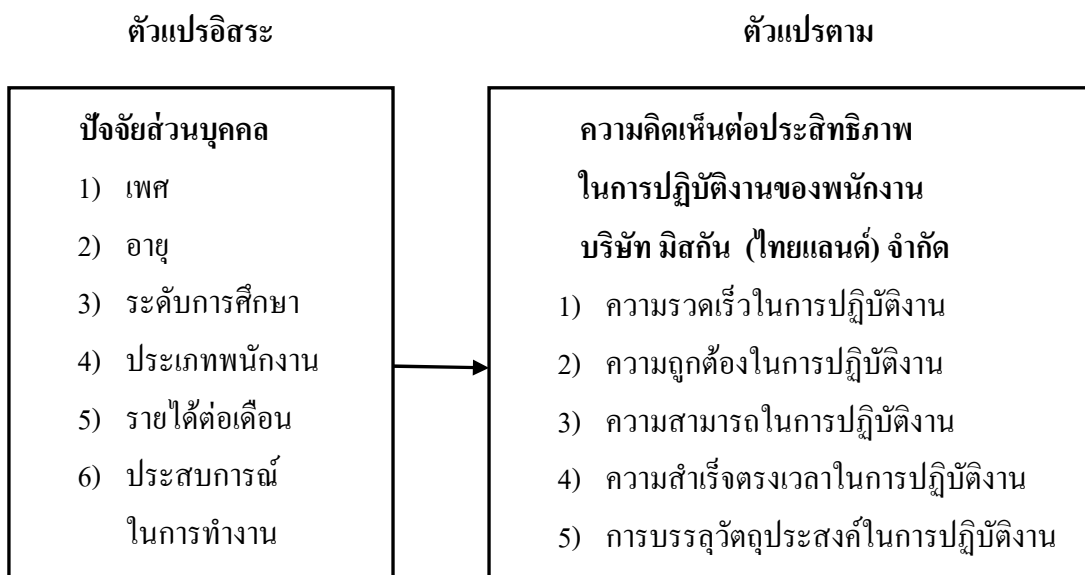 ตัวแปรอิสระ
ตัวแปรตาม
ปัจจัยส่วนบุคคล
1) เพศ
2) อายุ
3) ระดับการศึกษา
4) ประเภทพนักงาน
5) รายได้ต่อเดือน
6) ประสบการณ์
ในการทำงาน
ความคิดเห็นต่อประสิทธิภาพ
ในการปฏิบัติงานของพนักงาน
บริษัท มิสกัน (ไทยแลนด์) จำกัด
1) ความรวดเร็วในการปฏิบัติงาน
2) ความถูกต้องในการปฏิบัติงาน
3) ความสามารถในการปฏิบัติงาน
4) ความสำเร็จตรงเวลาในการปฏิบัติงาน
5) การบรรลุวัตถุประสงค์ในการปฏิบัติงาน